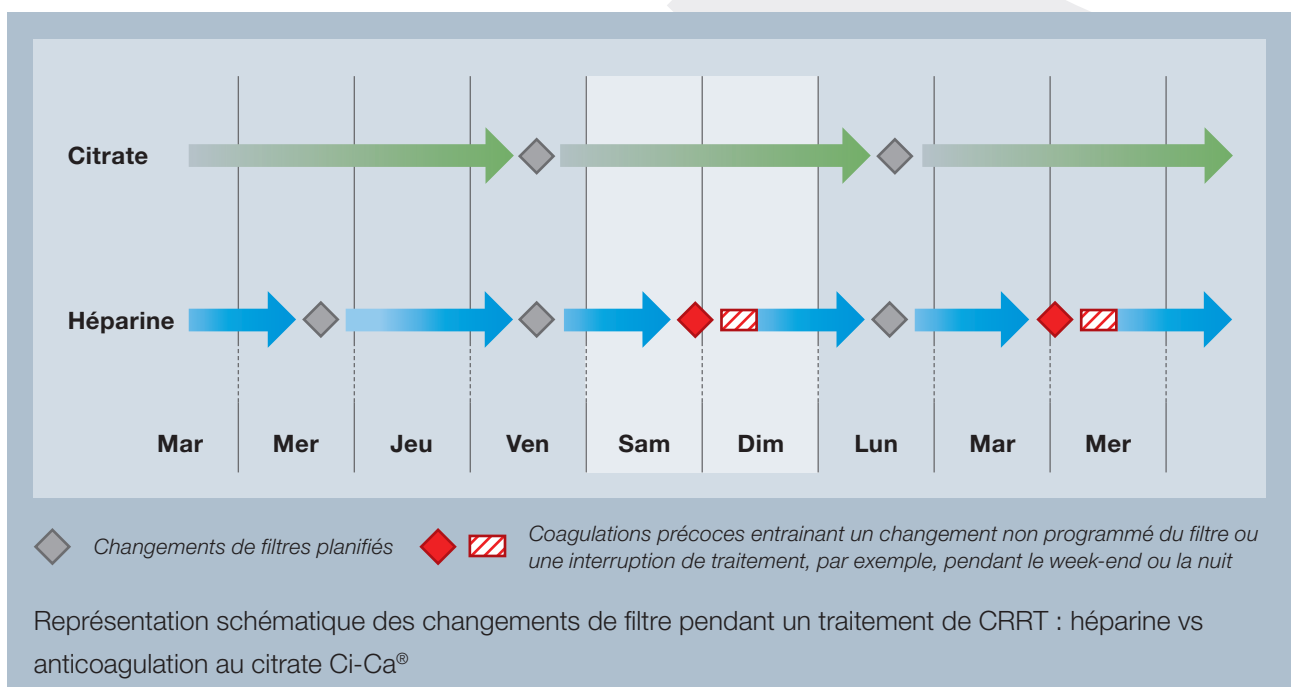 Citrate
Héparine
Mar Mer Jeu Ven Sam Dim Lun Mar Mer
Changements de filtres planifiés
Coagulations précoces entrainant un changement non programmé du filtre ou
une interruption de traitement, par exemple, pendant le week-end ou la nuit
Représentation schématique des changements de filtre pendant un traitement de CRRT : héparine vs
anticoagulation au citrate Ci-Ca®